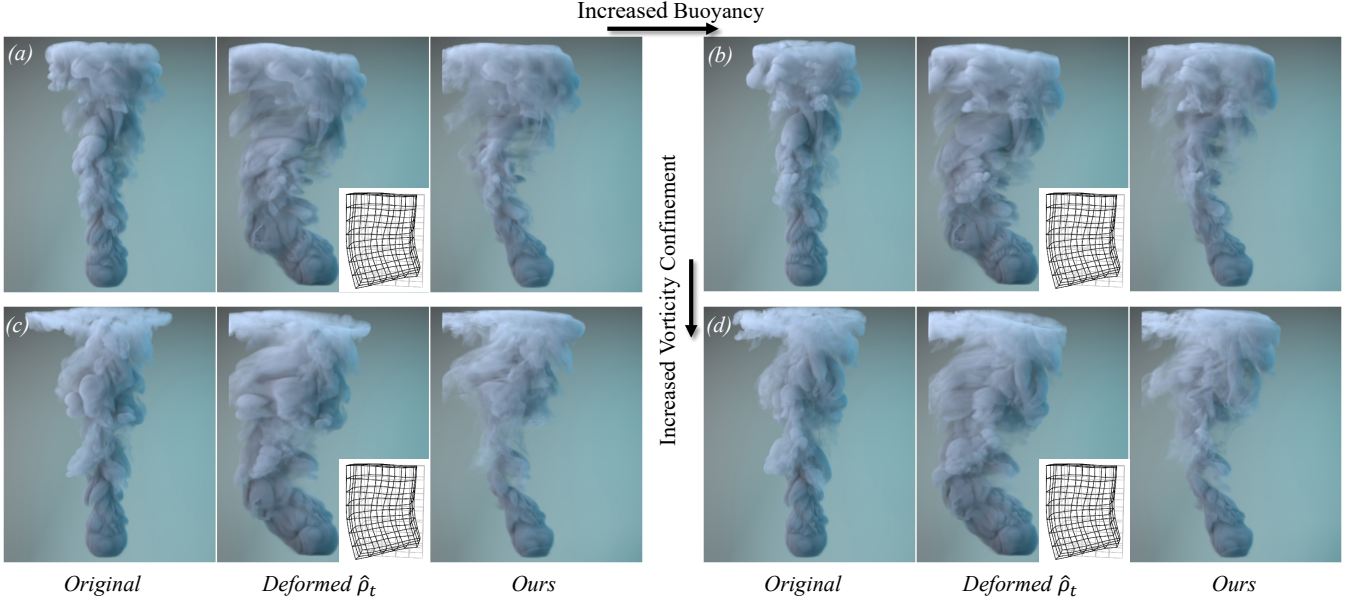 Increased Buoyancy
(a)
(b)
Increased Vorticity Confinement
(c)
(d)
Original
Deformed ρ̂ₜ
Ours
Original
Deformed ρ̂ₜ
Ours